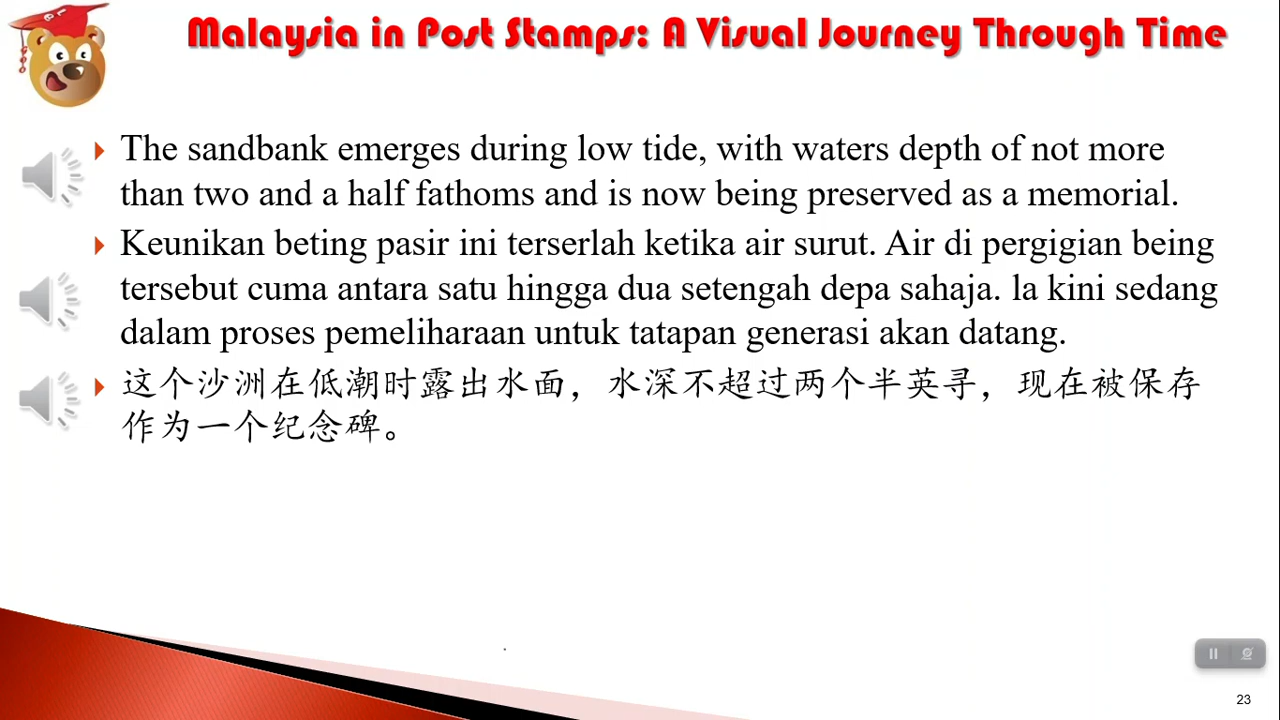 Malaysia in Post Stamps: A Visual Journey Through Time
The sandbank emerges during low tide, with waters depth of not more
than two and a half fathoms and is now being preserved as a memorial.
Keunikan beting pasir ini terserlah ketika air surut. Air di pergigian being
tersebut cuma antara satu hingga dua setengah depa sahaja. la kini sedang
dalam proses pemeliharaan untuk tatapan generasi akan datang.
这个沙洲在低潮时露出水面，水深不超过两个半英寻，现在被保存
作为一个纪念碑。
23